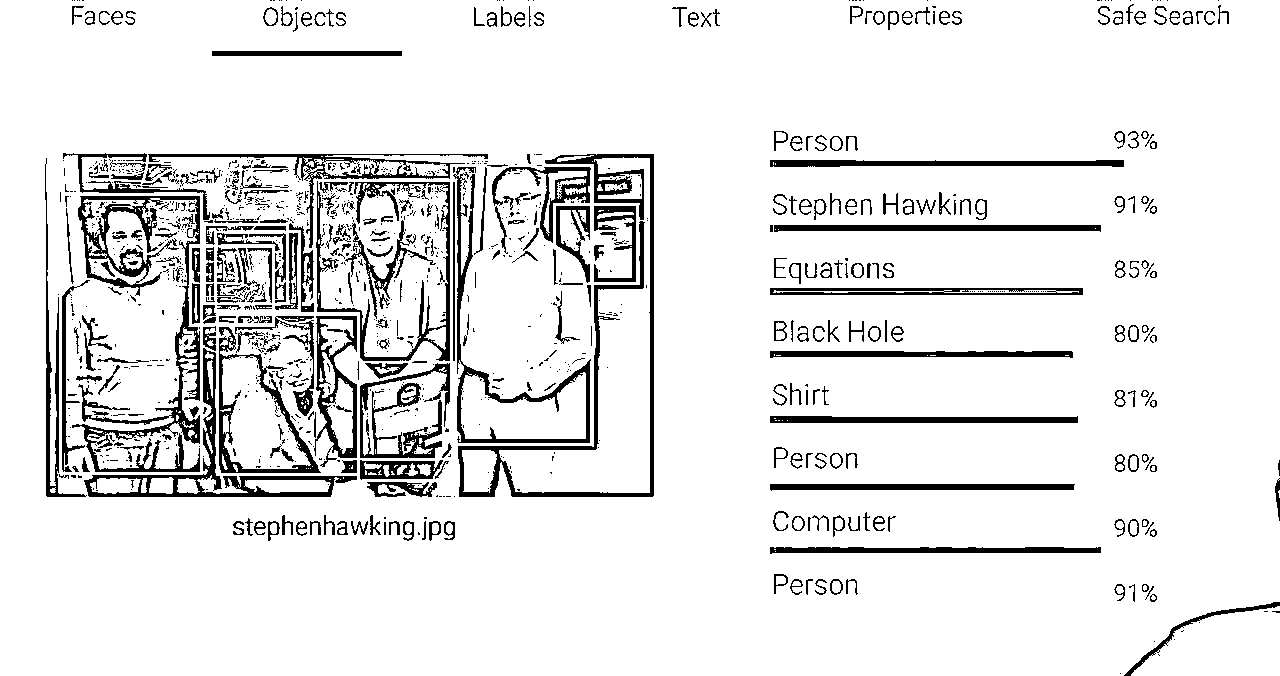 Faces Objects Labels Text Properties Safe Search
Person 93%
Stephen Hawking 91%
Equations 85%
Black Hole 80%
Shirt 81%
Person 80%
Computer 90%
Person 91%
stephenhawking.jpg